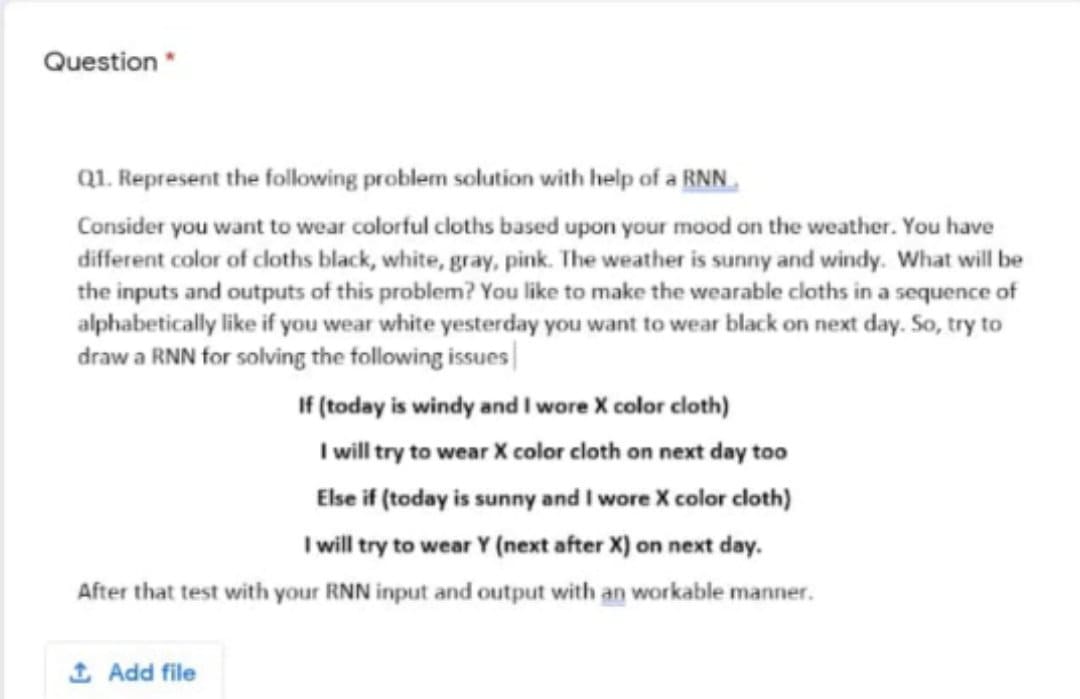 Question *
Q1. Represent the following problem solution with help of a RNN.
Consider you want to wear colorful cloths based upon your mood on the weather. You have
different color of cloths black, white, gray, pink. The weather is sunny and windy. What will be
the inputs and outputs of this problem? You like to make the wearable cloths in a sequence of
alphabetically like if you wear white yesterday you want to wear black on next day. So, try to
draw a RNN for solving the following issues
If (today is windy and I wore X color cloth)
I will try to wear X color cloth on next day too
Else if (today is sunny and I wore X color cloth)
I will try to wear Y (next after X) on next day.
After that test with your RNN input and output with an workable manner.
Add file